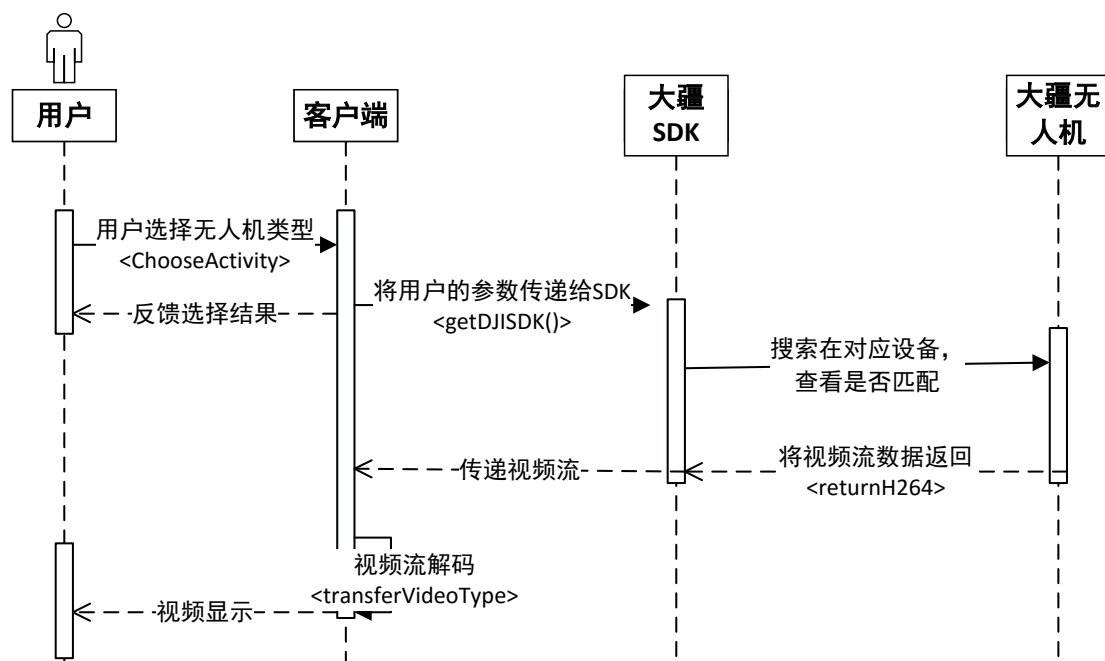 用户
客户端
大疆
SDK
大疆无
人机
用户选择无人机类型
<ChooseActivity>
将用户的参数传递给SDK
<getDJISDK()>
反馈选择结果
搜索在对应设备，
查看是否匹配
传递视频流
将视频流数据返回
<returnH264>
视频流解码
<transferVideoType>
视频显示